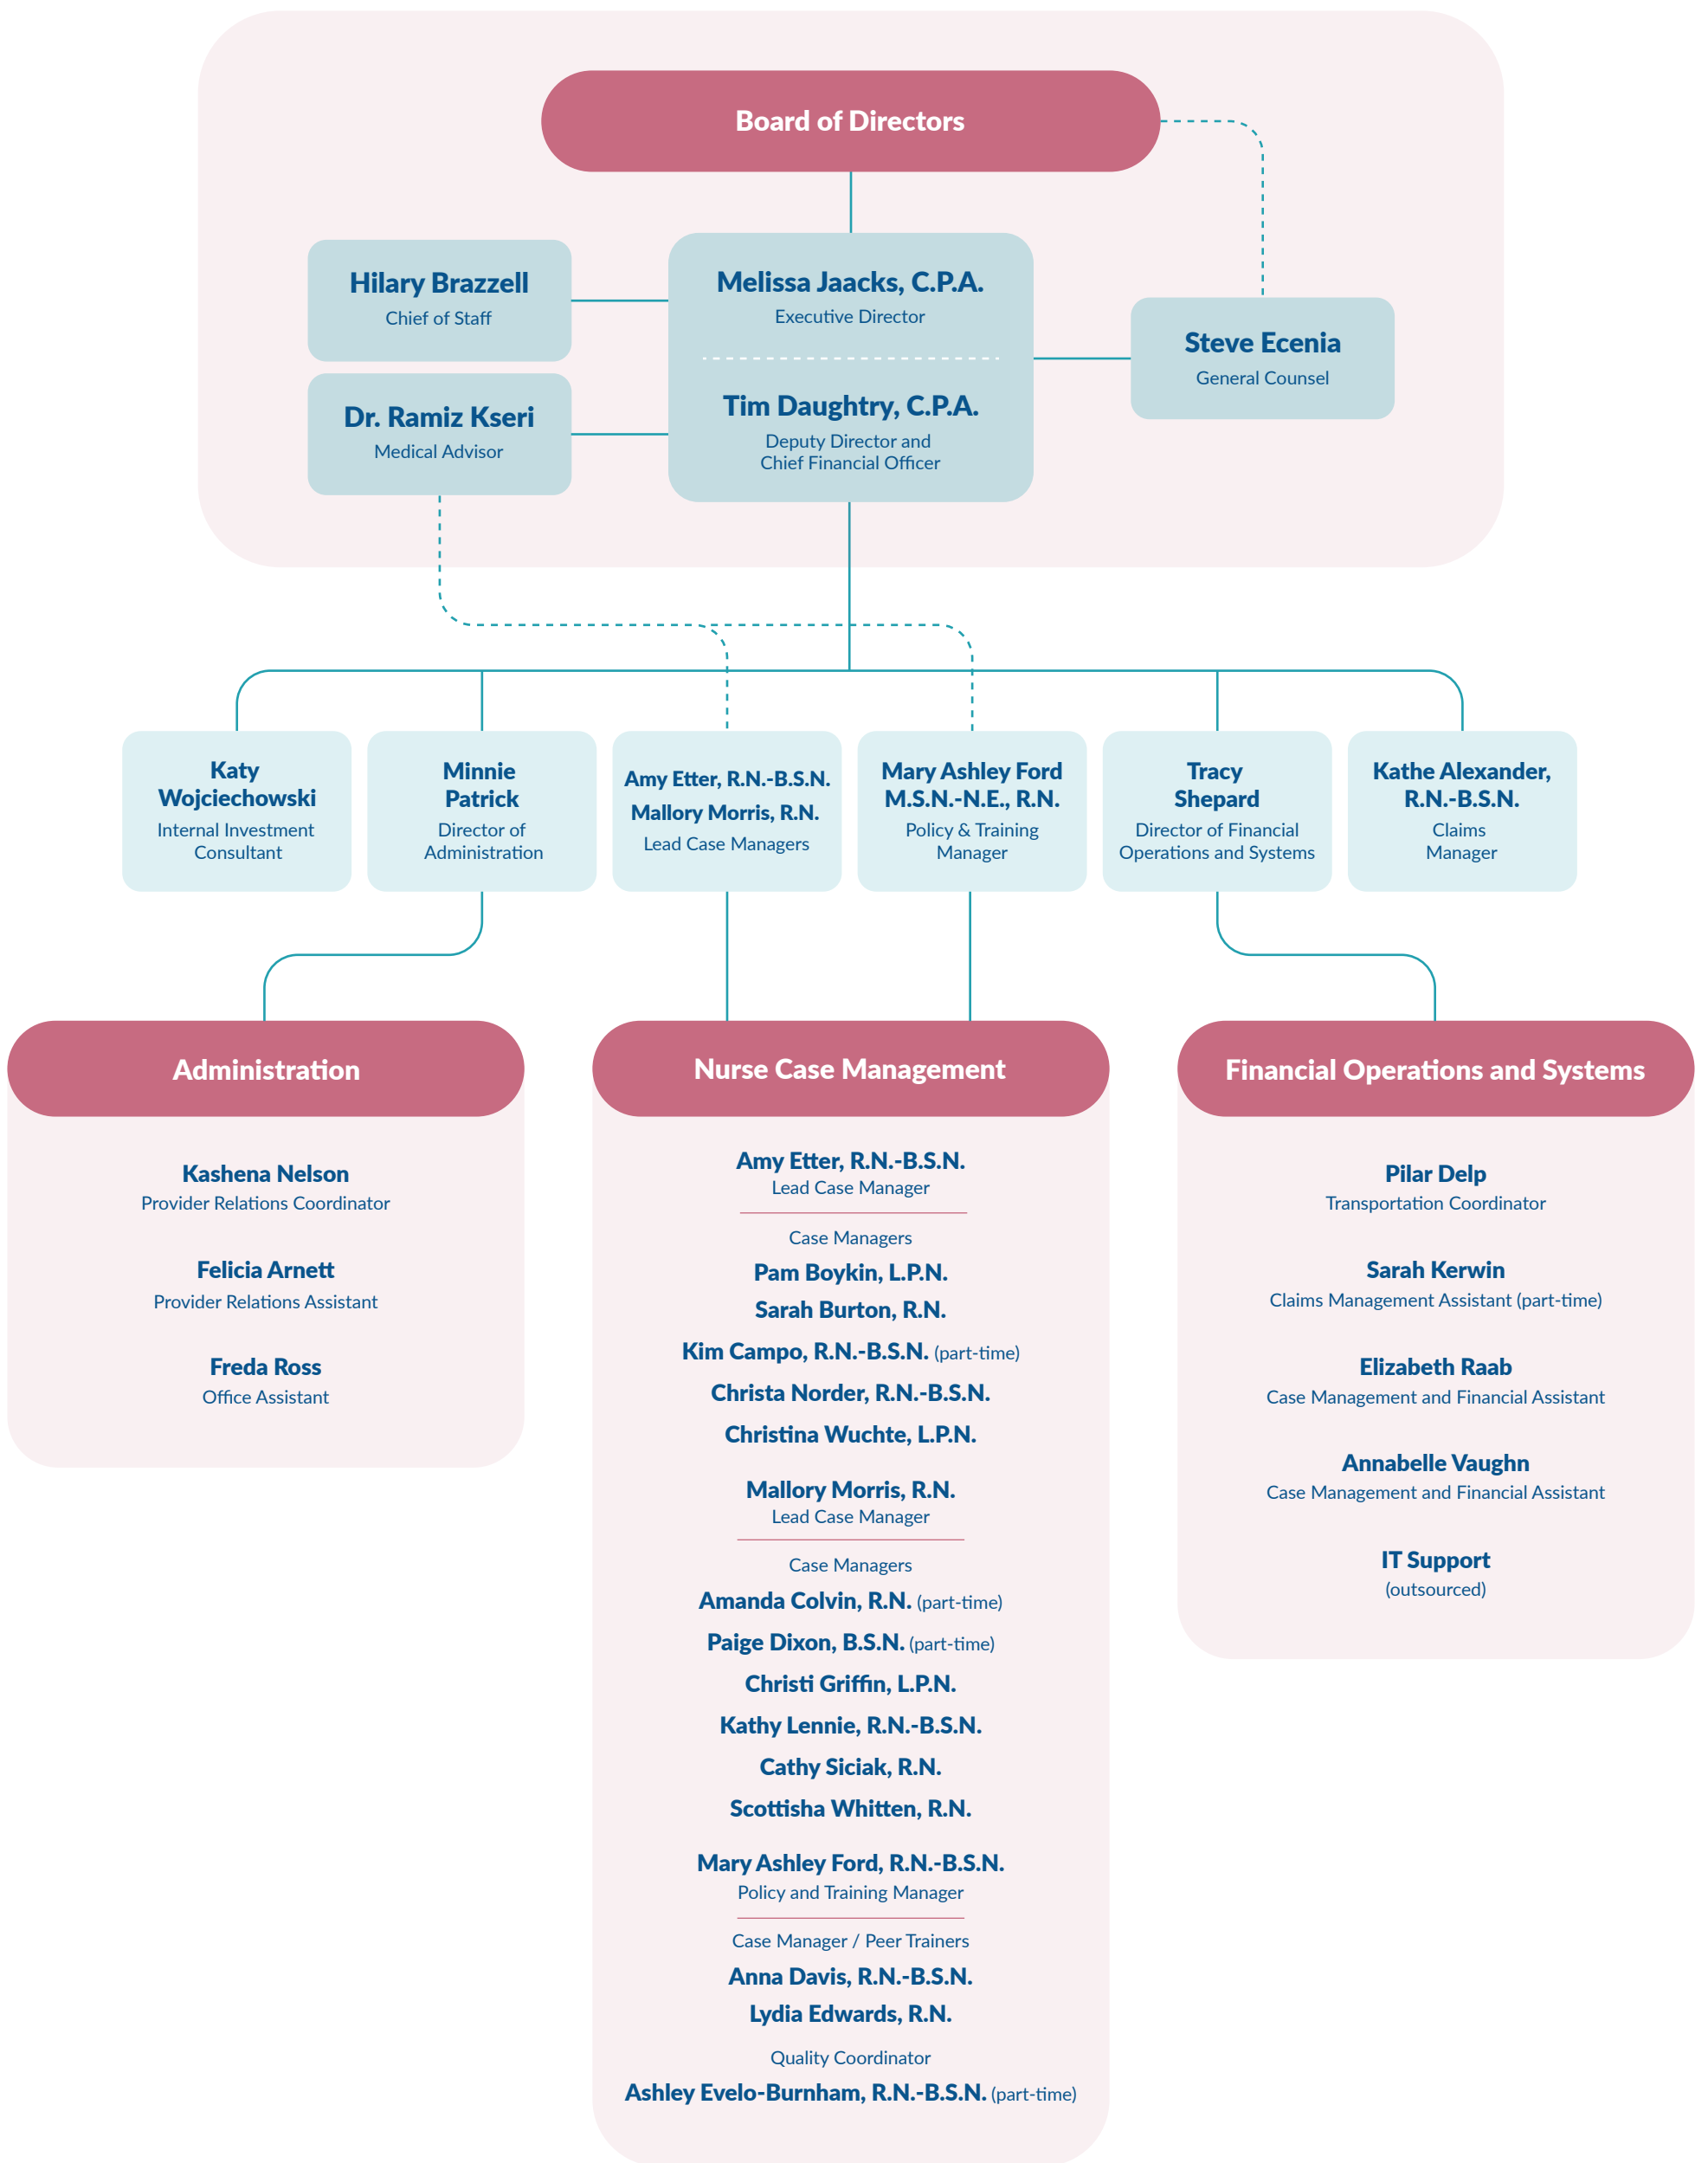 Board of Directors
Hilary Brazzell
Chief of Staff
Melissa Jaacks, C.P.A.
Executive Director
Steve Ecenia
General Counsel
Dr. Ramiz Kseri
Medical Advisor
Tim Daughtry, C.P.A.
Deputy Director and
Chief Financial Officer
Katy
Wojciechowski
Internal Investment
Consultant
Minnie
Patrick
Director of
Administration
Amy Etter, R.N.-B.S.N.
Mallory Morris, R.N.
Lead Case Managers
Mary Ashley Ford
M.S.N.-N.E., R.N.
Policy & Training
Manager
Tracy
Shepard
Director of Financial
Operations and Systems
Kathe Alexander,
R.N.-B.S.N.
Claims
Manager
Administration
Kashena Nelson
Provider Relations Coordinator
Felicia Arnett
Provider Relations Assistant
Freda Ross
Office Assistant
Nurse Case Management
Amy Etter, R.N.-B.S.N.
Lead Case Manager
Case Managers
Pam Boykin, L.P.N.
Sarah Burton, R.N.
Kim Campo, R.N.-B.S.N. (part-time)
Christa Norder, R.N.-B.S.N.
Christina Wuchte, L.P.N.
Mallory Morris, R.N.
Lead Case Manager
Case Managers
Amanda Colvin, R.N. (part-time)
Paige Dixon, B.S.N. (part-time)
Christi Griffin, L.P.N.
Kathy Lennie, R.N.-B.S.N.
Cathy Siciak, R.N.
Scottisha Whitten, R.N.
Mary Ashley Ford, R.N.-B.S.N.
Policy and Training Manager
Case Manager / Peer Trainers
Anna Davis, R.N.-B.S.N.
Lydia Edwards, R.N.
Quality Coordinator
Ashley Evelo-Burnham, R.N.-B.S.N. (part-time)
Financial Operations and Systems
Pilar Delp
Transportation Coordinator
Sarah Kerwin
Claims Management Assistant (part-time)
Elizabeth Raab
Case Management and Financial Assistant
Annabelle Vaughn
Case Management and Financial Assistant
IT Support
(outsourced)